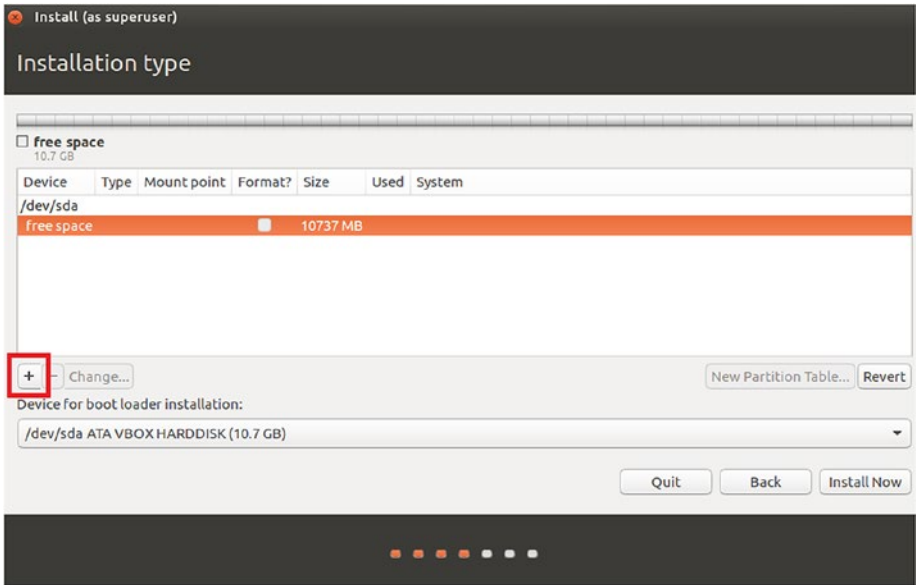 Install (as superuser)
Installation type
free space
10.7 GB
Device Type Mount point Format? Size Used System
/dev/sda
free space 10737 MB
+ - Change... New Partition Table... Revert
Device for boot loader installation:
/dev/sda ATA VBOX HARDDISK (10.7 GB)
Quit Back Install Now